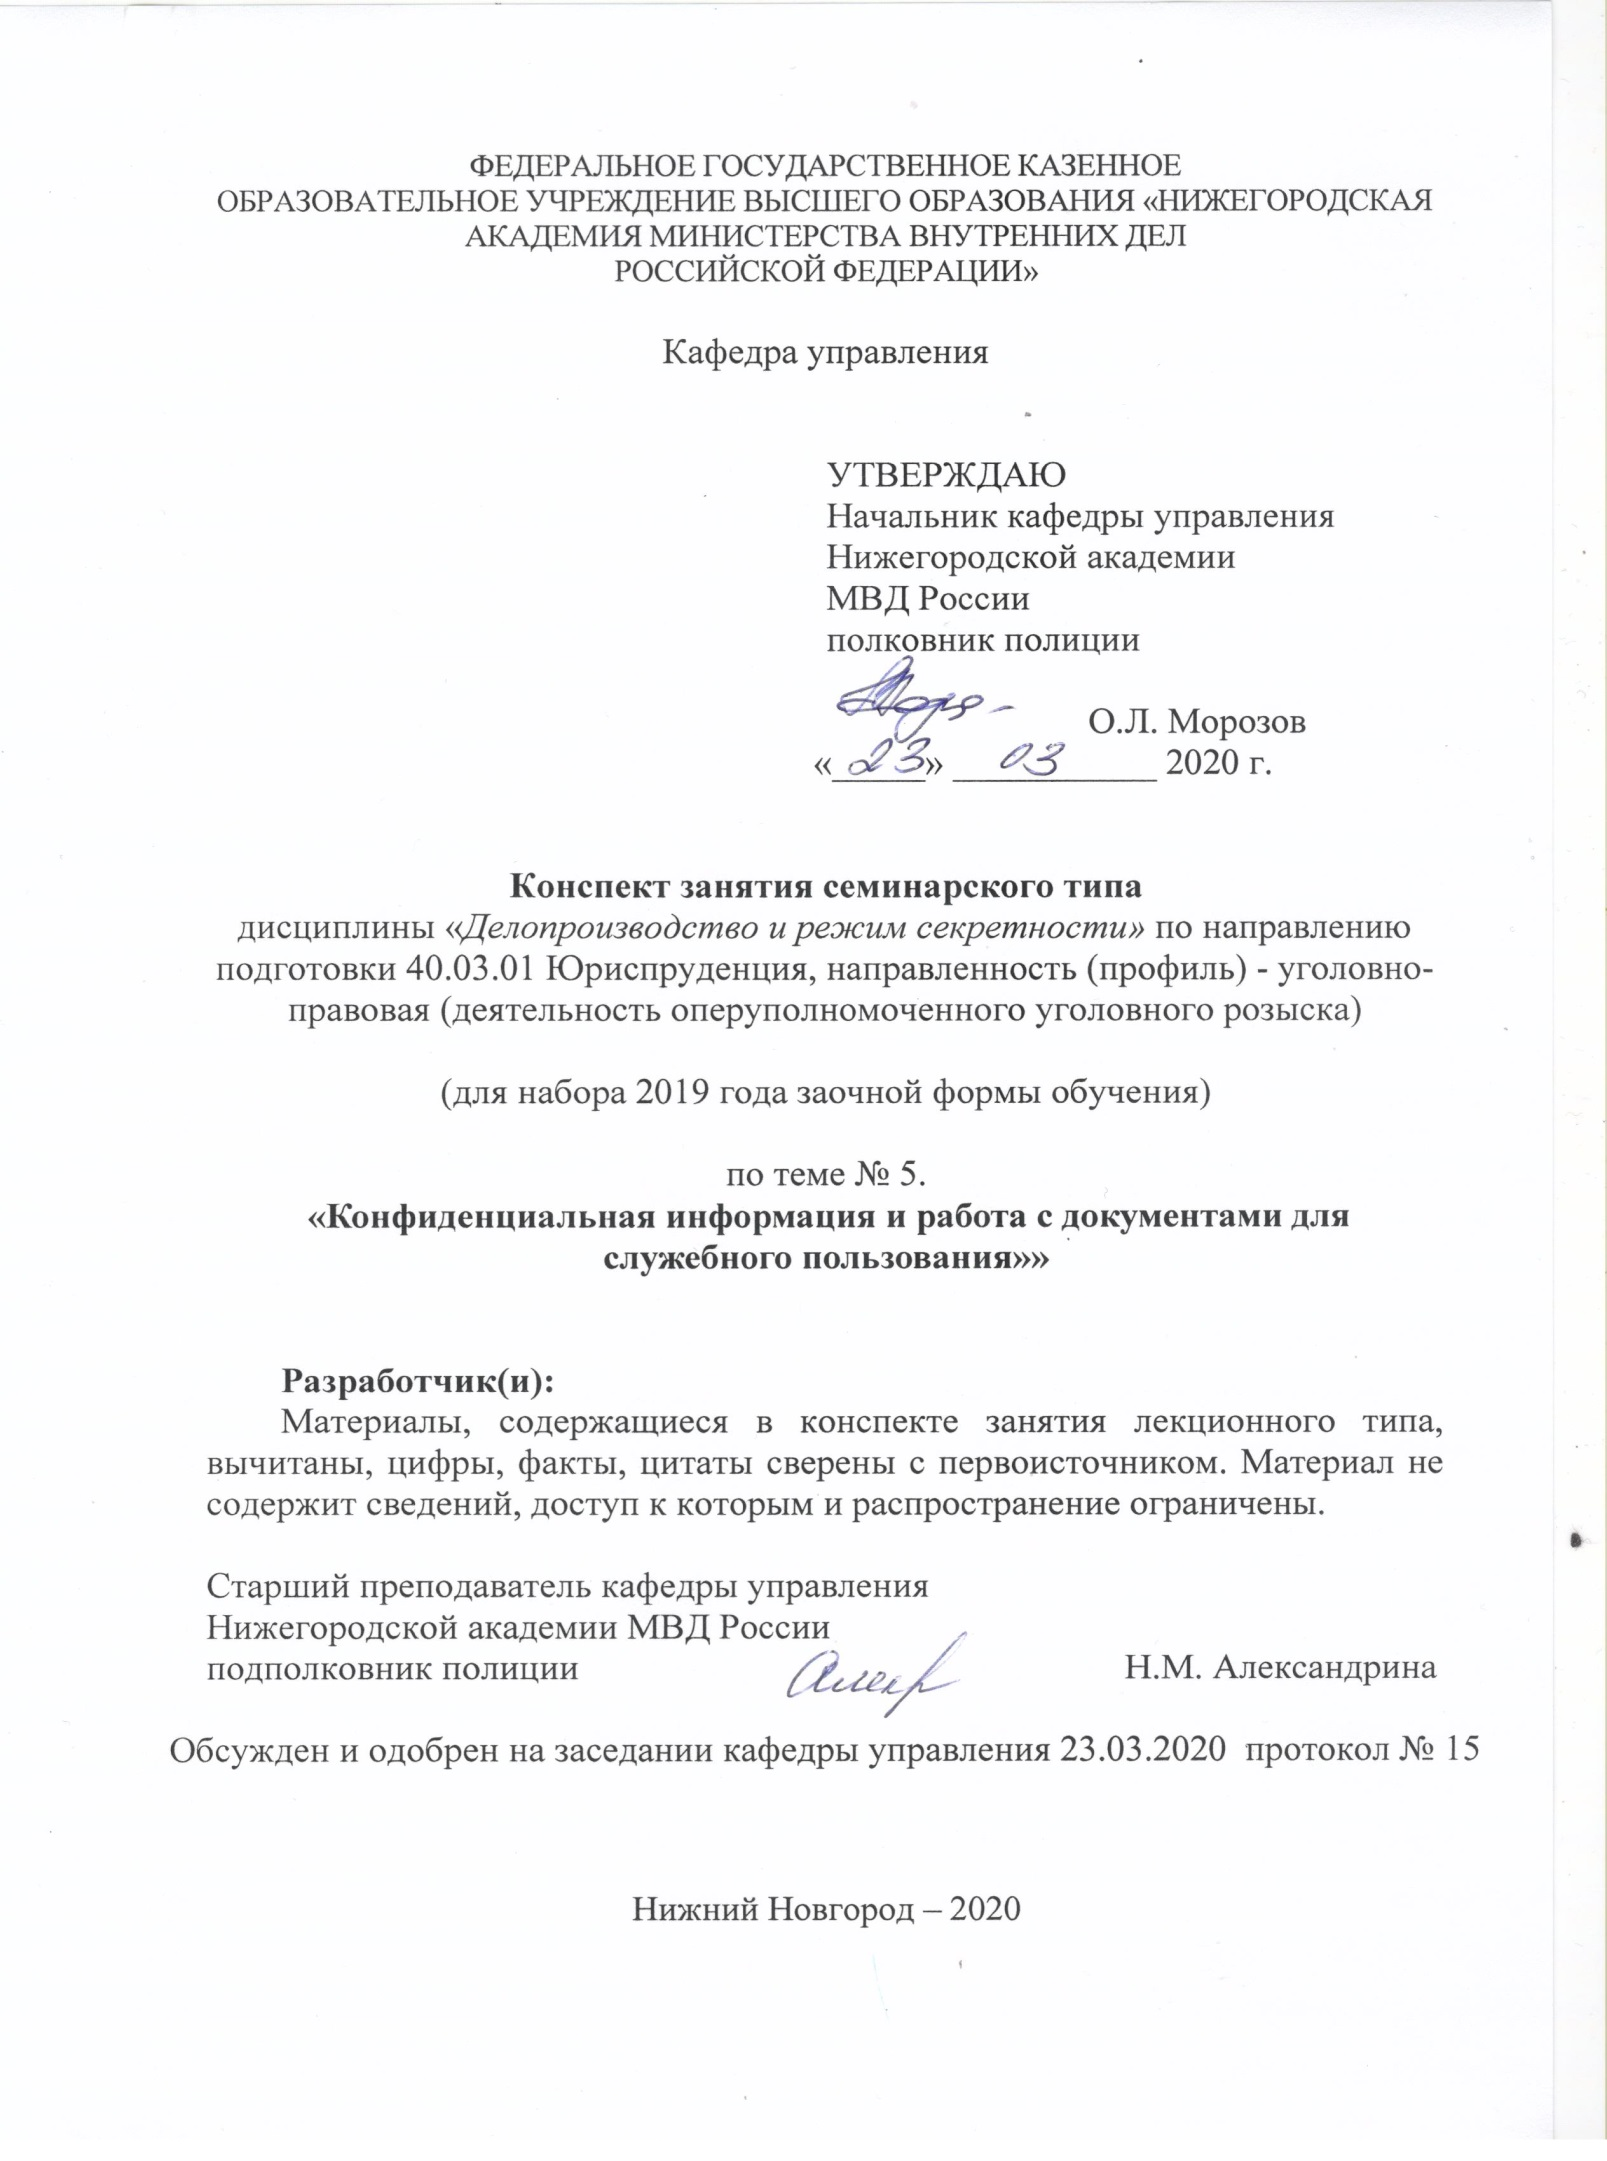 ФЕДЕРАЛЬНОЕ ГОСУДАРСТВЕННОЕ КАЗЕННОЕ
ОБРАЗОВАТЕЛЬНОЕ УЧРЕЖДЕНИЕ ВЫСШЕГО ОБРАЗОВАНИЯ «НИЖЕГОРОДСКАЯ
АКАДЕМИЯ МИНИСТЕРСТВА ВНУТРЕННИХ ДЕЛ
РОССИЙСКОЙ ФЕДЕРАЦИИ»
Кафедра управления
УТВЕРЖДАЮ
Начальник кафедры управления
Нижегородской академии
МВД России
полковник полиции
О.Л. Морозов
«23» 03 2020 г.
Конспект занятия семинарского типа
дисциплины «Делопроизводство и режим секретности» по направлению
подготовки 40.03.01 Юриспруденция, направленность (профиль) - уголовно-
правовая (деятельность оперуполномоченного уголовного розыска)
(для набора 2019 года заочной формы обучения)
по теме № 5.
«Конфиденциальная информация и работа с документами для
служебного пользования»»
Разработчик(и):
Материалы, содержащиеся в конспекте занятия лекционного типа,
вычитаны, цифры, факты, цитаты сверены с первоисточником. Материал не
содержит сведений, доступ к которым и распространение ограничены.
Старший преподаватель кафедры управления
Нижегородской академии МВД России
подполковник полиции Н.М. Александрина
Обсужден и одобрен на заседании кафедры управления 23.03.2020 протокол № 15
Нижний Новгород – 2020